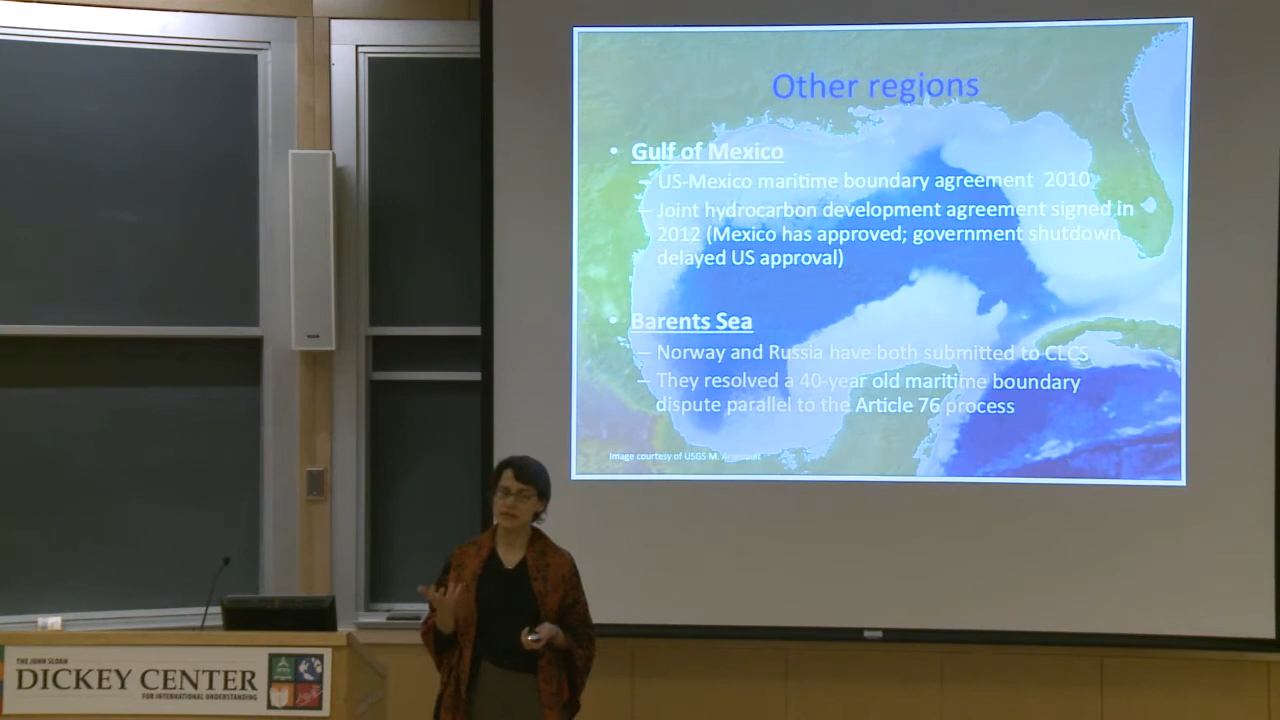 Other regions
• Gulf of Mexico
– US-Mexico maritime boundary agreement 2010
– Joint hydrocarbon development agreement signed in
2012 (Mexico has approved; government shutdown
delayed US approval)
• Barents Sea
– Norway and Russia have both submitted to CLCS
– They resolved a 40-year old maritime boundary
dispute parallel to the Article 76 process
Image courtesy of USGS M.
THE JOHN SLOAN
DICKEY CENTER
FOR INTERNATIONAL UNDERSTANDING